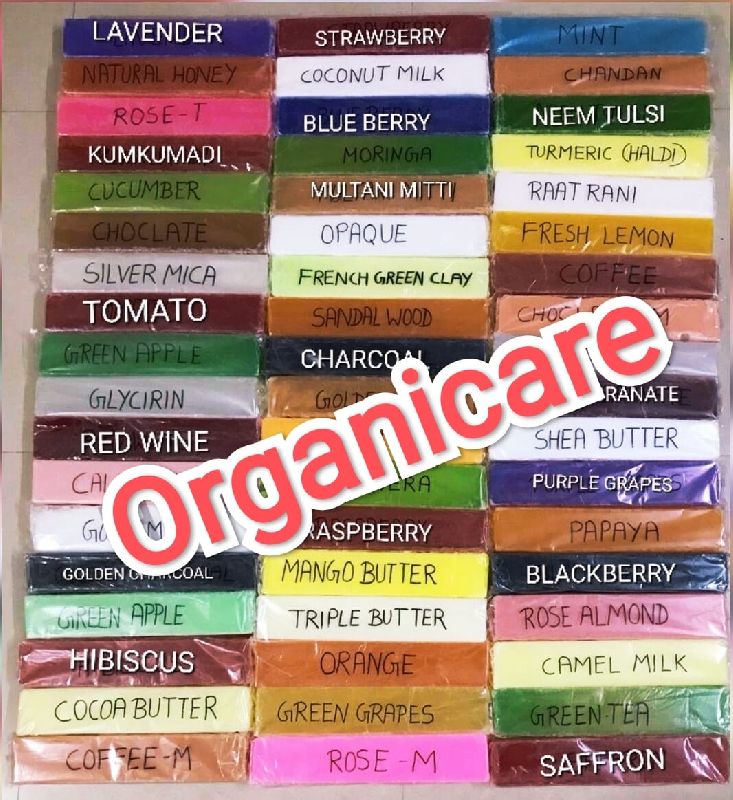 LAVENDER
STRAWBERRY
MINT
NATURAL HONEY
COCONUT MILK
CHANDAN
ROSE-T
BLUE BERRY
NEEM TULSI
KUMKUMADI
MORINGA
TURMERIC (HALDI)
CUCUMBER
MULTANI MITTI
RAAT RANI
CHOCLATE
OPAQUE
FRESH LEMON
SILVER MICA
FRENCH GREEN CLAY
COFFEE
TOMATO
SANDAL WOOD
GREEN APPLE
CHARCOAL
Organicare
GLYCIRIN
RED WINE
SHEA BUTTER
PURPLE GRAPES
RASPBERRY
PAPAYA
GOLDEN CHARCOAL
MANGO BUTTER
BLACKBERRY
GREEN APPLE
TRIPLE BUTTER
ROSE ALMOND
HIBISCUS
ORANGE
CAMEL MILK
COCOA BUTTER
GREEN GRAPES
GREEN-TEA
COFFEE-M
ROSE-M
SAFFRON